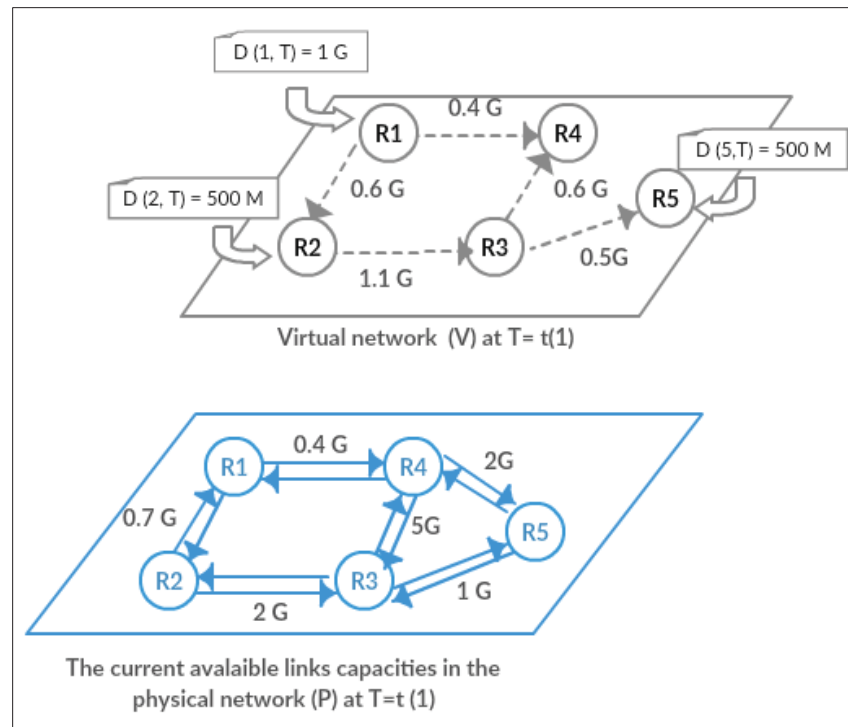 D (1, T) = 1 G
R1
0.4 G
R4
D (5,T) = 500 M
D (2, T) = 500 M
0.6 G
0.6 G
R5
R2
R3
1.1 G
0.5G
Virtual network (V) at T= t(1)
R1
0.4 G
R4
2G
0.7 G
5G
R5
R2
R3
2 G
1 G
The current avalaible links capacities in the
physical network (P) at T=t (1)